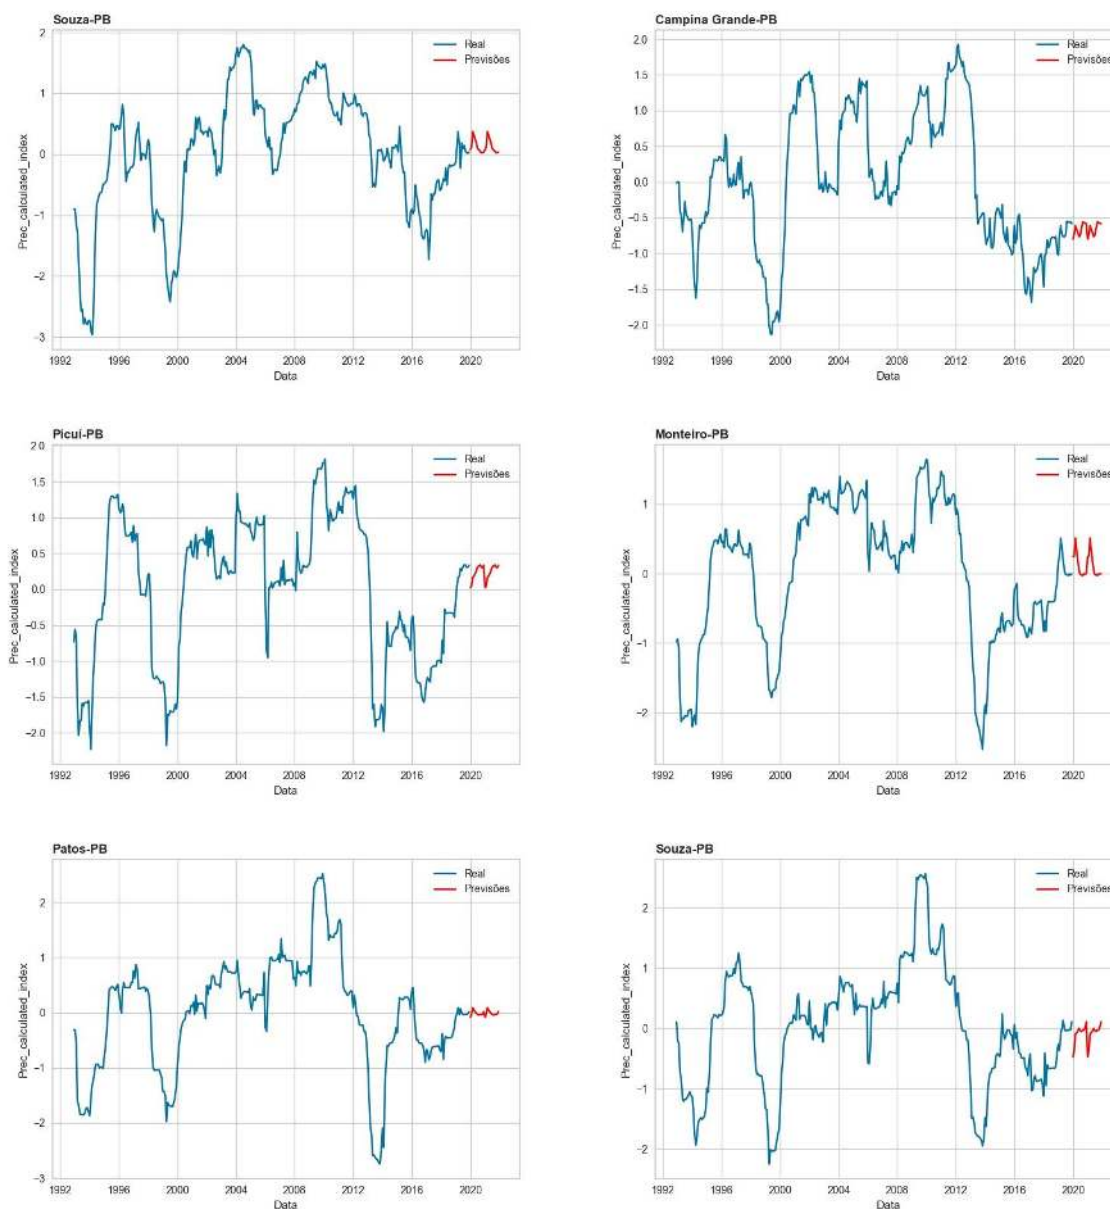 Souza-PB
Real
Previsões
2
1
0
−1
−2
−3
Prec_calculated_index
1992 1996 2000 2004 2008 2012 2016 2020
Data
Campina Grande-PB
Real
Previsões
2.0
1.5
1.0
0.5
0.0
−0.5
−1.0
−1.5
−2.0
Prec_calculated_index
1992 1996 2000 2004 2008 2012 2016 2020
Data
Picuí-PB
Real
Previsões
2.0
1.5
1.0
0.5
0.0
−0.5
−1.0
−1.5
−2.0
Prec_calculated_index
1992 1996 2000 2004 2008 2012 2016 2020
Data
Monteiro-PB
Real
Previsões
1
0
−1
−2
Prec_calculated_index
1992 1996 2000 2004 2008 2012 2016 2020
Data
Patos-PB
Real
Previsões
2
1
0
−1
−2
−3
Prec_calculated_index
1992 1996 2000 2004 2008 2012 2016 2020
Data
Souza-PB
Real
Previsões
2
1
0
−1
−2
Prec_calculated_index
1992 1996 2000 2004 2008 2012 2016 2020
Data